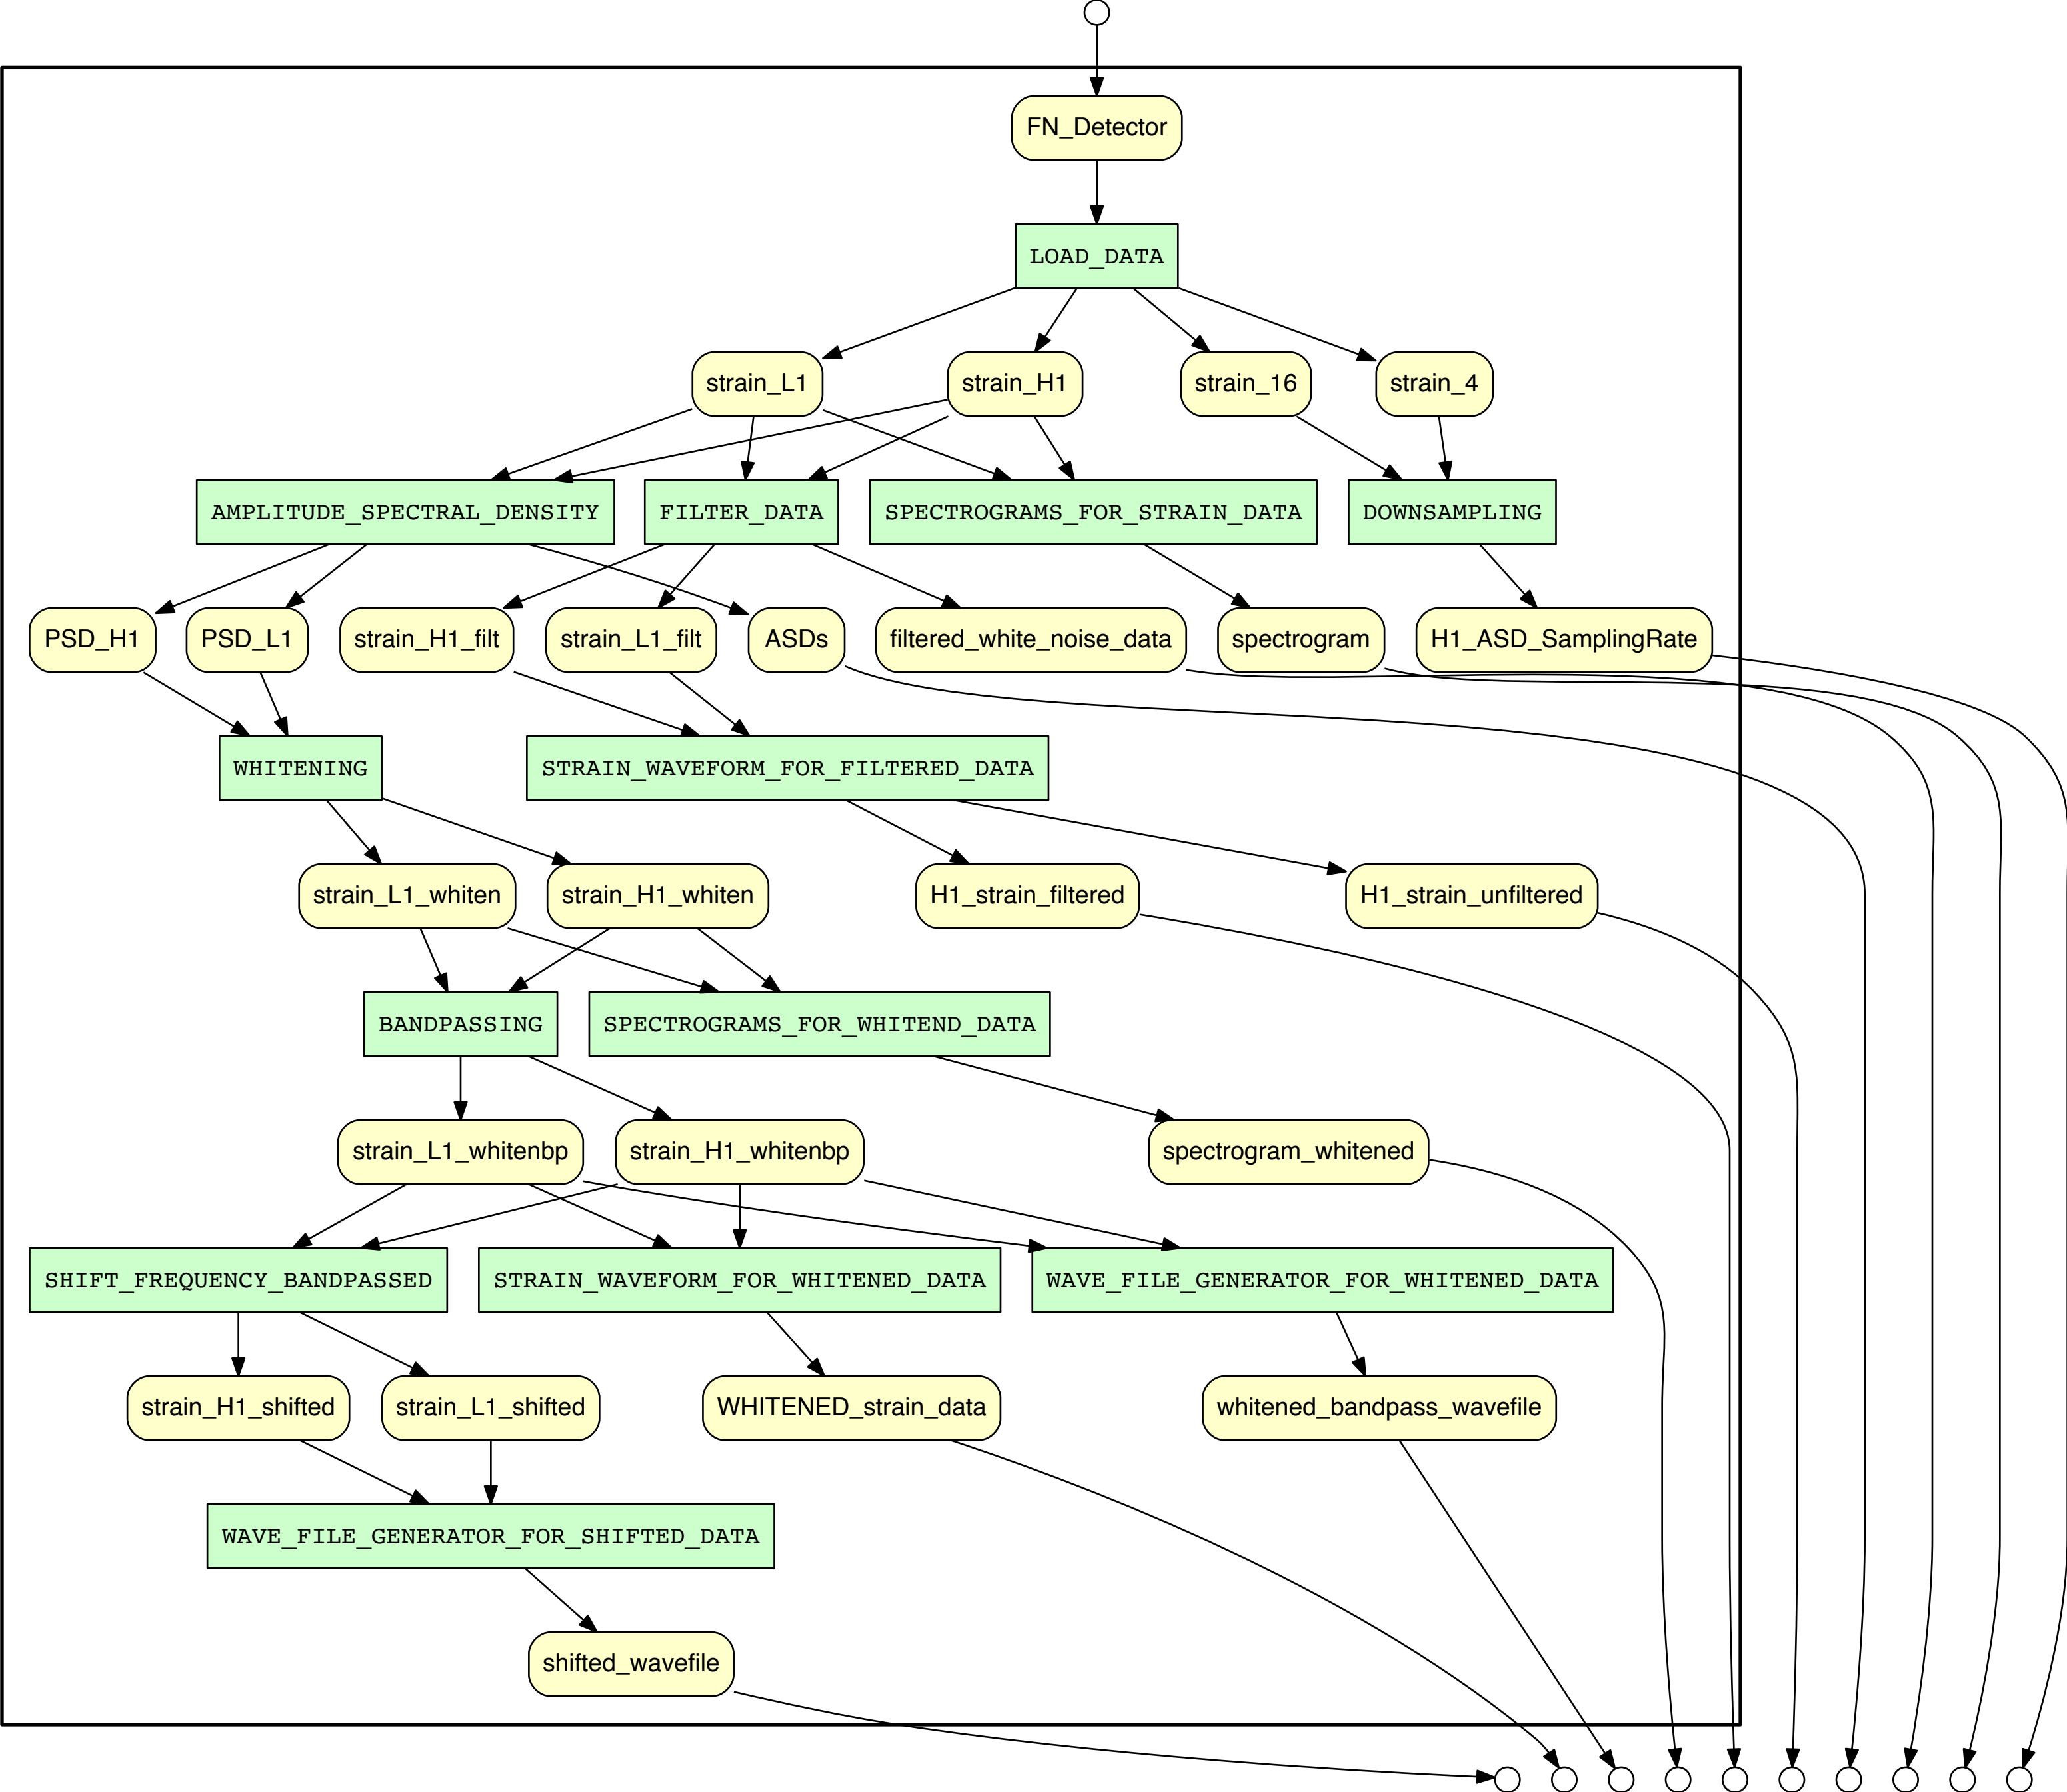 FN_Detector
LOAD_DATA
strain_L1
strain_H1
strain_16
strain_4
AMPLITUDE_SPECTRAL_DENSITY
FILTER_DATA
SPECTROGRAMS_FOR_STRAIN_DATA
DOWNSAMPLING
PSD_H1
PSD_L1
strain_H1_filt
strain_L1_filt
ASDs
filtered_white_noise_data
spectrogram
H1_ASD_SamplingRate
WHITENING
STRAIN_WAVEFORM_FOR_FILTERED_DATA
strain_L1_whiten
strain_H1_whiten
H1_strain_filtered
H1_strain_unfiltered
BANDPASSING
SPECTROGRAMS_FOR_WHITEND_DATA
strain_L1_whitenbp
strain_H1_whitenbp
spectrogram_whitened
SHIFT_FREQUENCY_BANDPASSED
STRAIN_WAVEFORM_FOR_WHITENED_DATA
WAVE_FILE_GENERATOR_FOR_WHITENED_DATA
strain_H1_shifted
strain_L1_shifted
WHITENED_strain_data
whitened_bandpass_wavefile
WAVE_FILE_GENERATOR_FOR_SHIFTED_DATA
shifted_wavefile